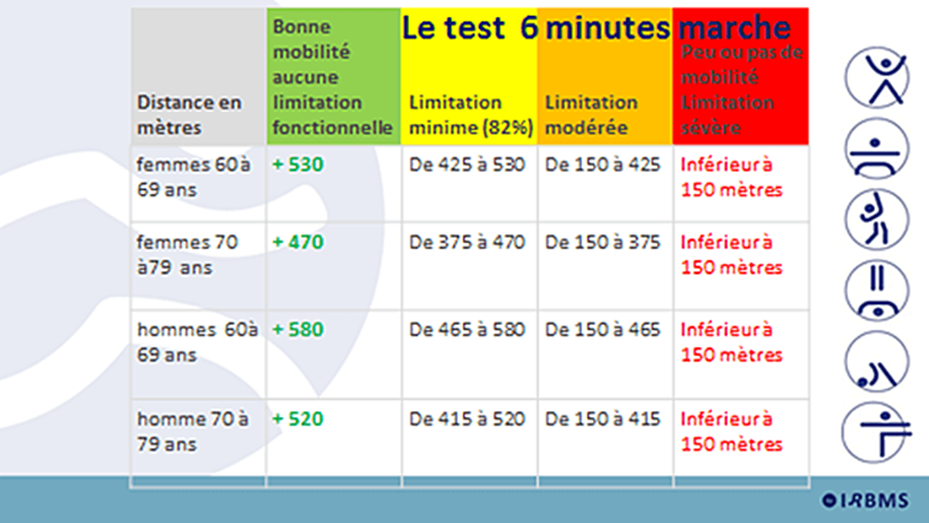 Le test 6 minutes marche
Distance en
mètres
Bonne
mobilité
aucune
limitation
fonctionnelle
Limitation
minime (82%)
Limitation
modérée
Peu ou pas de
mobilité
Limitation
sévère
femmes 60 à
69 ans
+ 530
De 425 à 530
De 150 à 425
Inférieur à
150 mètres
femmes 70
à79 ans
+ 470
De 375 à 470
De 150 à 375
Inférieur à
150 mètres
hommes 60à
69 ans
+ 580
De 465 à 580
De 150 à 465
Inférieur à
150 mètres
homme 70 à
79 ans
+ 520
De 415 à 520
De 150 à 415
Inférieur à
150 mètres
IRBMS